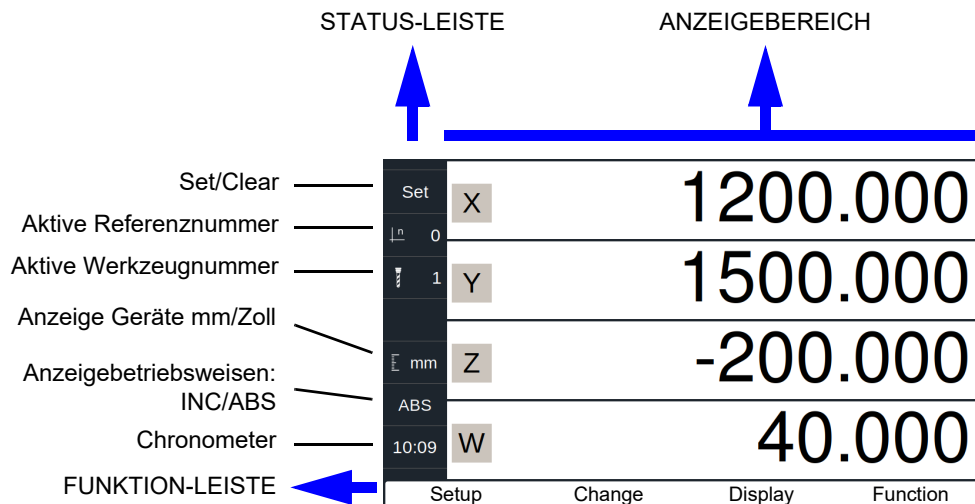 STATUS-LEISTE ANZEIGEBEREICH
Set/Clear
Aktive Referenznummer
Aktive Werkzeugnummer
Anzeige Geräte mm/Zoll
Anzeigebetriebsweisen:
INC/ABS
Chronometer
FUNKTION-LEISTE
Set
n 0
1
mm
ABS
10:09
X 1200.000
Y 1500.000
Z -200.000
W 40.000
Setup Change Display Function